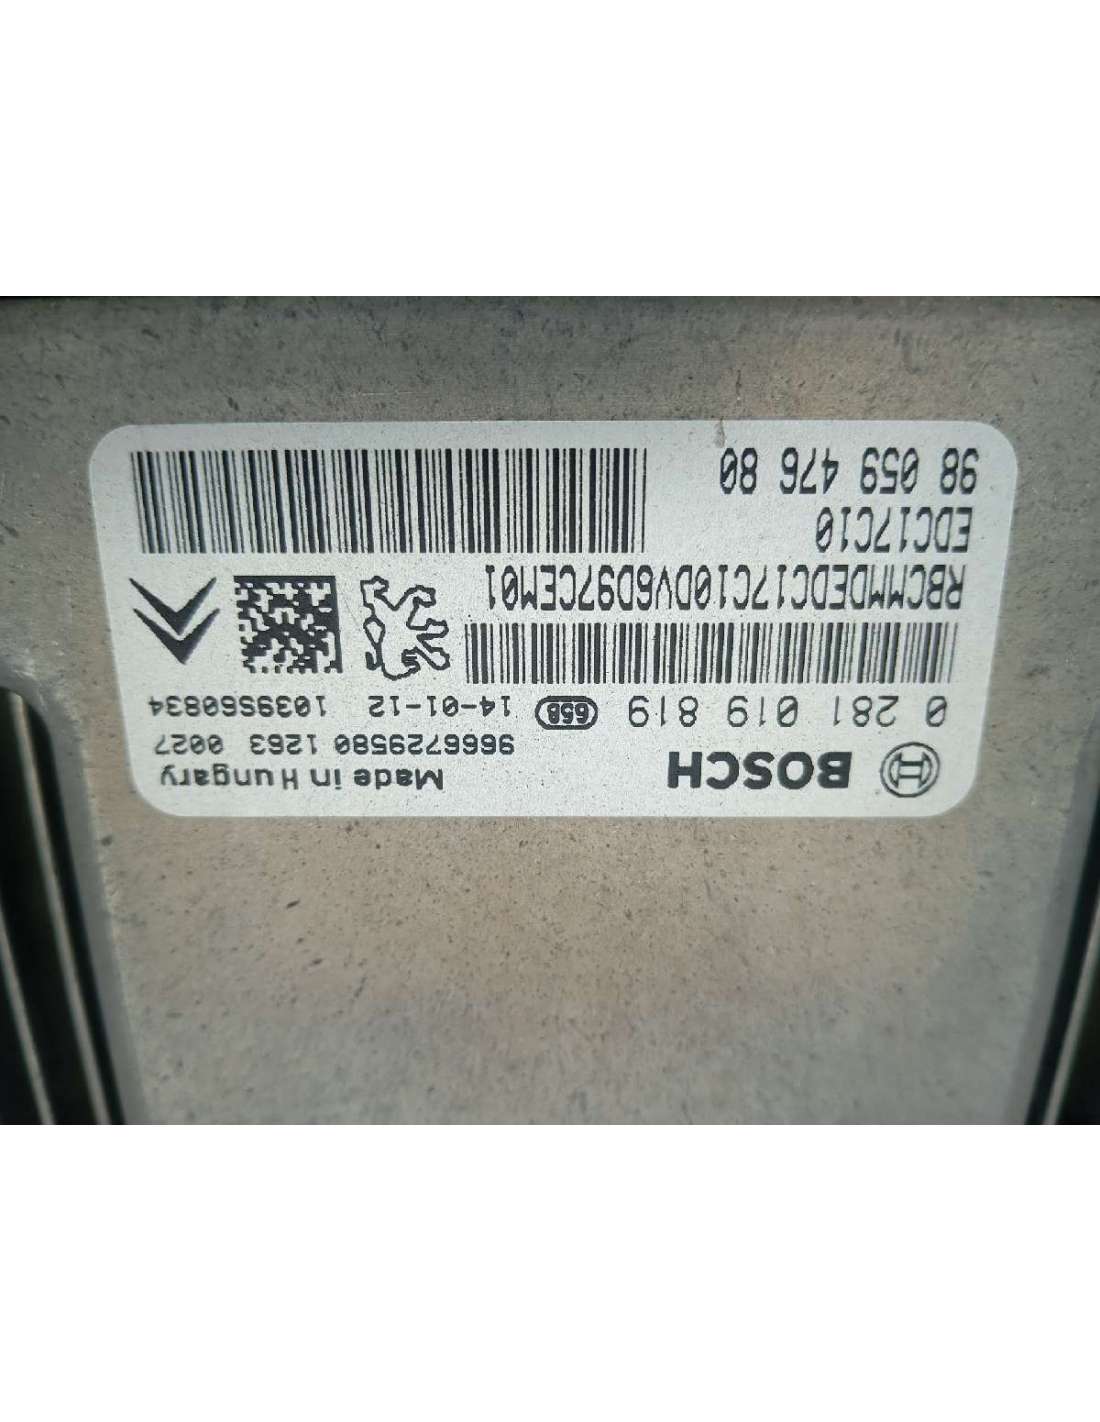 BOSCH
Made in Hungary
9666729580 1263 0027
0 281 019 819 65B 14-01-12 1039S60834
RBCMMDEDC17C10DV6D97CEM01
EDC17C10
98 059 476 80